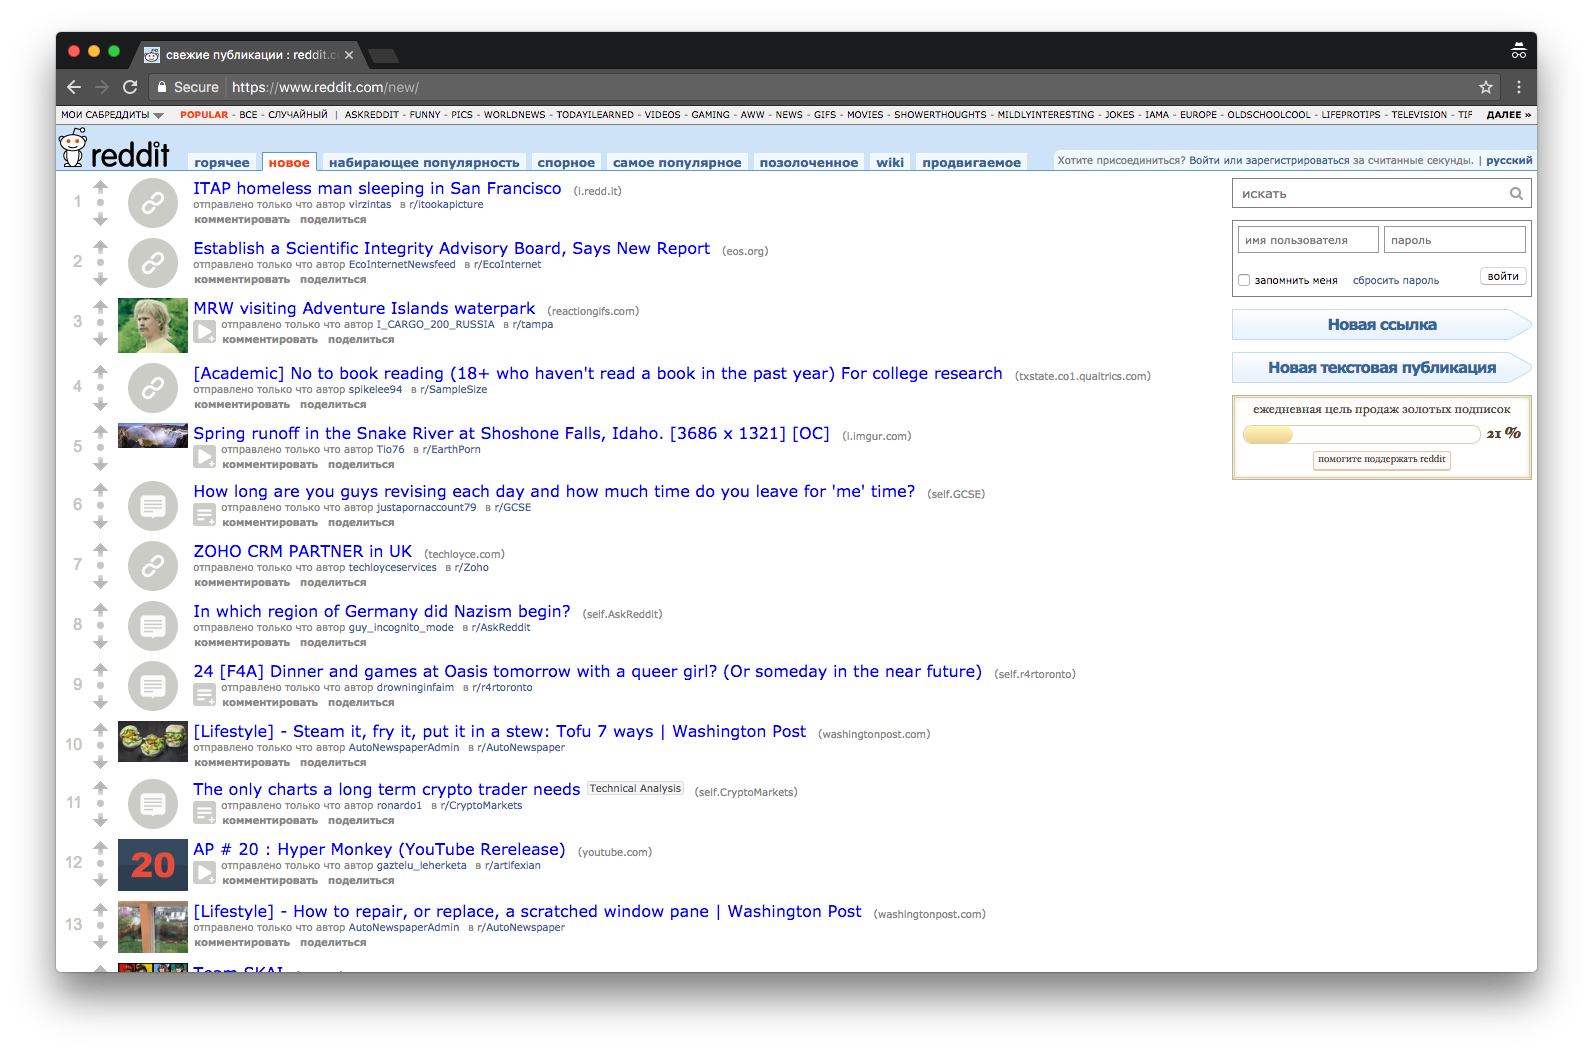 свежие публикации : reddit.c
Secure https://www.reddit.com/new/
МОИ САБРЕДДИТЫ POPULAR - ВСЕ - СЛУЧАЙНЫЙ | ASKREDDIT - FUNNY - PICS - WORLDNEWS - TODAYILEARNED - VIDEOS - GAMING - AWW - NEWS - GIFS - MOVIES - SHOWERTHOUGHTS - MILDLYINTERESTING - JOKES - IAMA - EUROPE - OLDSCHOOLCOOL - LIFEPROTIPS - TELEVISION - TIF ДАЛЕЕ »
reddit горячее новое набирающее популярность спорное самое популярное позолоченное wiki продвигаемое Хотите присоединиться? Войти или зарегистрироваться за считанные секунды. | русский
1 ITAP homeless man sleeping in San Francisco (i.redd.it)
отправлено только что автор virzintas в r/itookapicture
комментировать поделиться
2 Establish a Scientific Integrity Advisory Board, Says New Report (eos.org)
отправлено только что автор EcoInternetNewsfeed в r/EcoInternet
комментировать поделиться
3 MRW visiting Adventure Islands waterpark (reactiongifs.com)
отправлено только что автор I_CARGO_200_RUSSIA в r/tampa
комментировать поделиться
4 [Academic] No to book reading (18+ who haven't read a book in the past year) For college research (txstate.co1.qualtrics.com)
отправлено только что автор spikelee94 в r/SampleSize
комментировать поделиться
5 Spring runoff in the Snake River at Shoshone Falls, Idaho. [3686 x 1321] [OC] (i.imgur.com)
отправлено только что автор Tio76 в r/EarthPorn
комментировать поделиться
6 How long are you guys revising each day and how much time do you leave for 'me' time? (self.GCSE)
отправлено только что автор justapornaccount79 в r/GCSE
комментировать поделиться
7 ZOHO CRM PARTNER in UK (techloyce.com)
отправлено только что автор techloyceservices в r/Zoho
комментировать поделиться
8 In which region of Germany did Nazism begin? (self.AskReddit)
отправлено только что автор guy_incognito_mode в r/AskReddit
комментировать поделиться
9 24 [F4A] Dinner and games at Oasis tomorrow with a queer girl? (Or someday in the near future) (self.r4rtoronto)
отправлено только что автор drowninginfaim в r/r4rtoronto
комментировать поделиться
10 [Lifestyle] - Steam it, fry it, put it in a stew: Tofu 7 ways | Washington Post (washingtonpost.com)
отправлено только что автор AutoNewspaperAdmin в r/AutoNewspaper
комментировать поделиться
11 The only charts a long term crypto trader needs Technical Analysis (self.CryptoMarkets)
отправлено только что автор ronardo1 в r/CryptoMarkets
комментировать поделиться
12 20 AP # 20 : Hyper Monkey (YouTube Rerelease) (youtube.com)
отправлено только что автор gaztelu_leherketa в r/artifexian
комментировать поделиться
13 [Lifestyle] - How to repair, or replace, a scratched window pane | Washington Post (washingtonpost.com)
отправлено только что автор AutoNewspaperAdmin в r/AutoNewspaper
комментировать поделиться
Team SKAI
искать
имя пользователя пароль
запомнить меня сбросить пароль войти
Новая ссылка
Новая текстовая публикация
ежедневная цель продаж золотых подписок
21%
помогите поддержать reddit